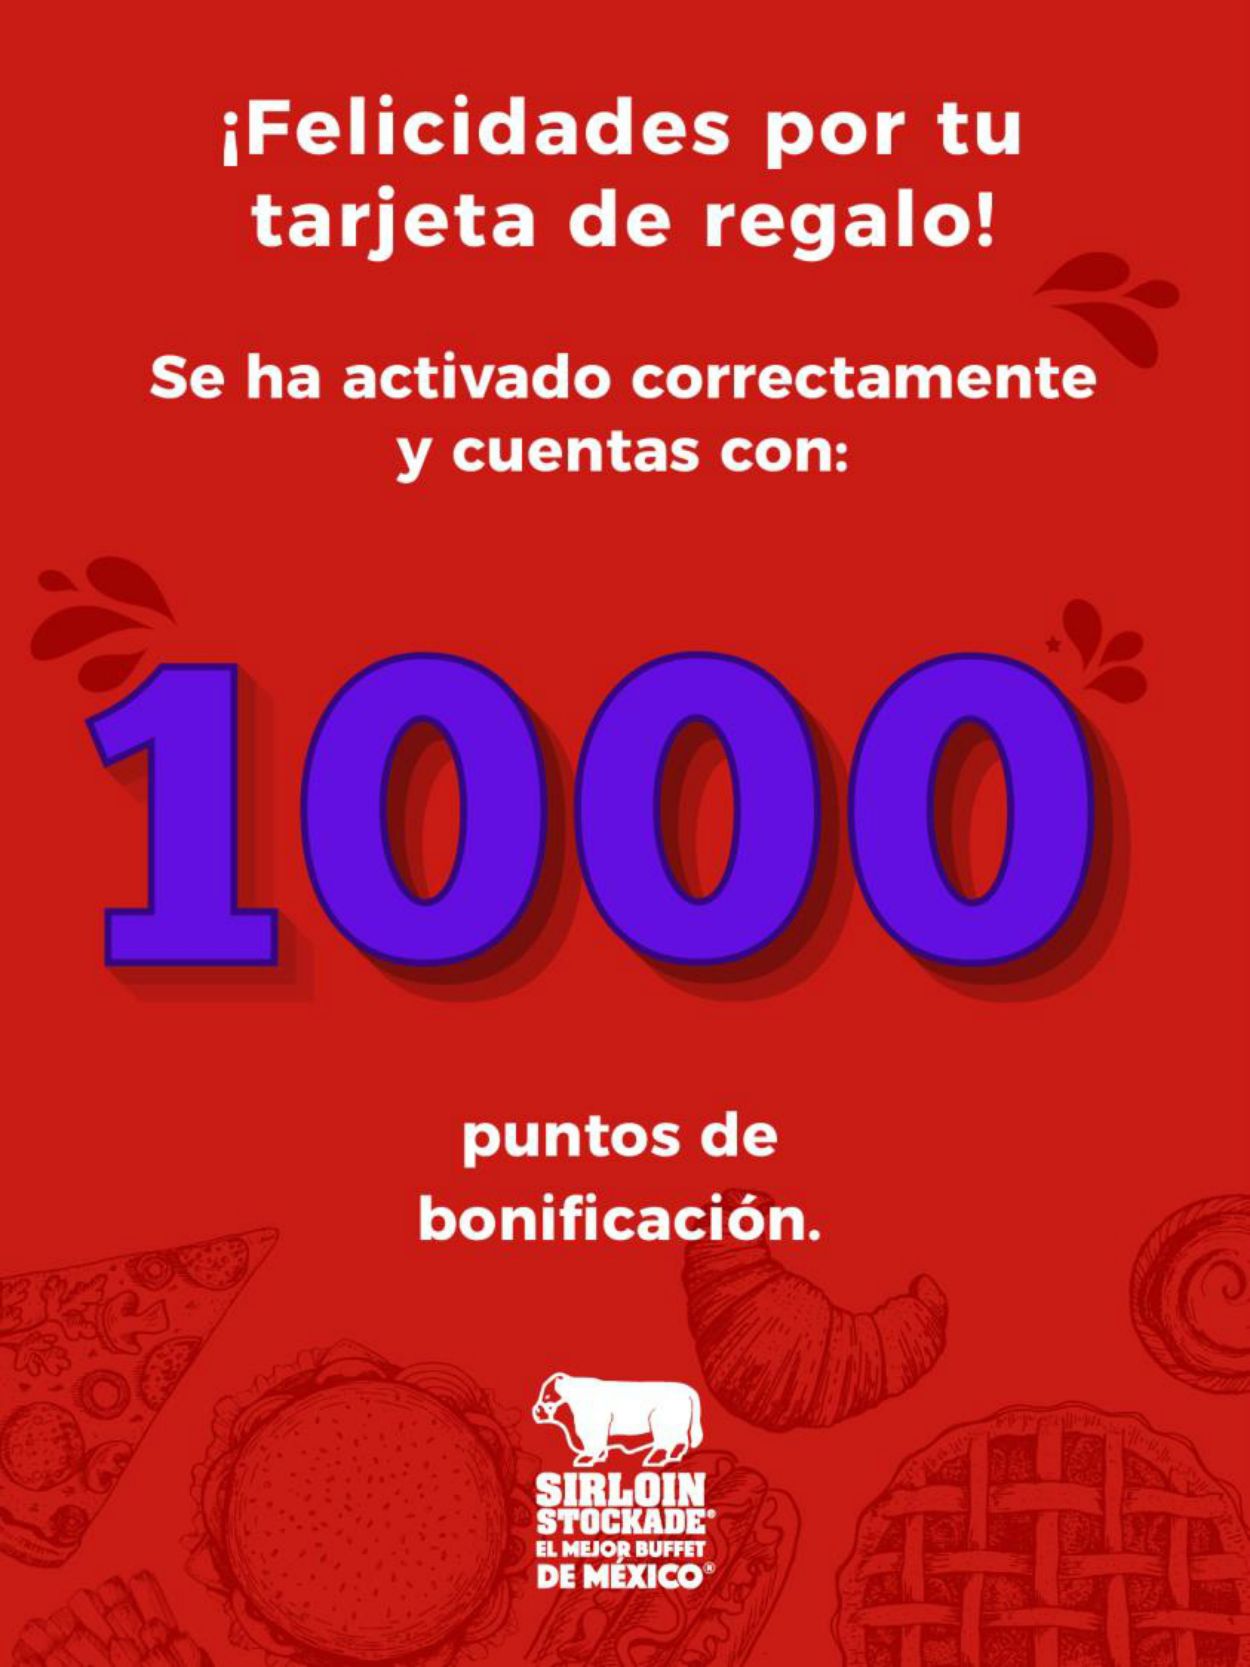 ¡Felicidades por tu
tarjeta de regalo!
Se ha activado correctamente
y cuentas con:
1000
puntos de
bonificación.
SIRLOIN
STOCKADE®
EL MEJOR BUFFET
DE MÉXICO®